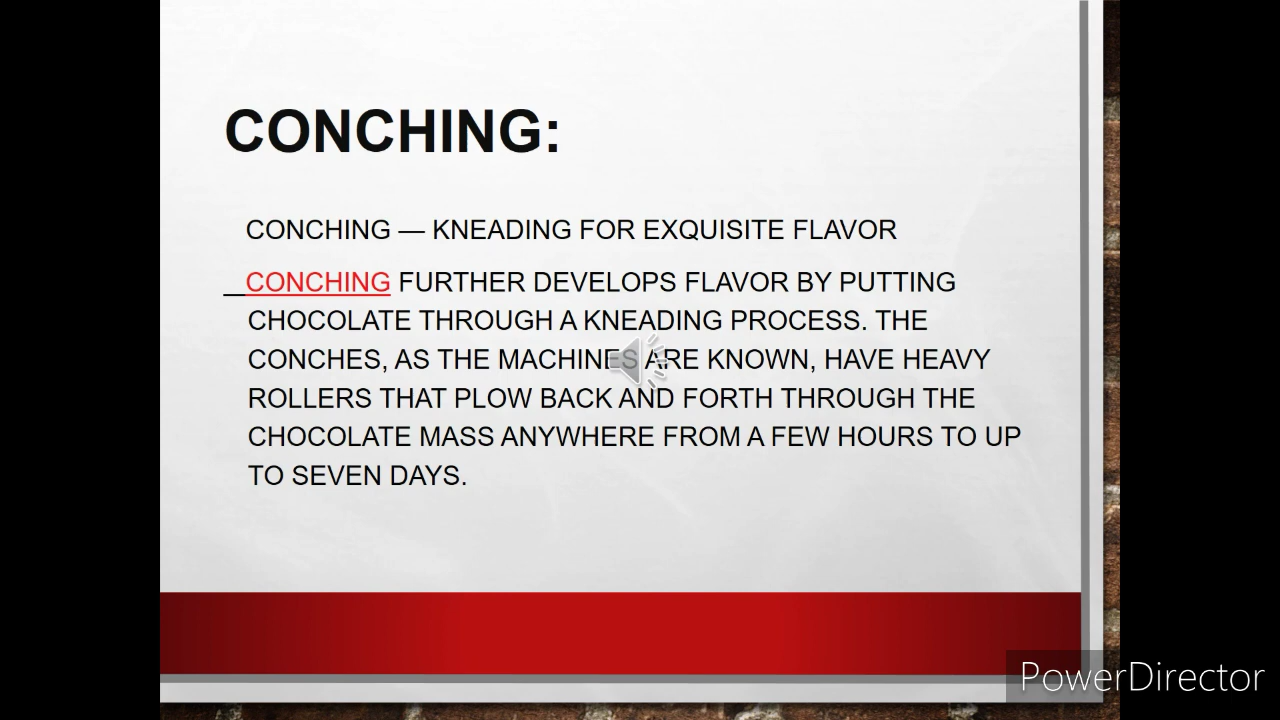 CONCHING:
CONCHING — KNEADING FOR EXQUISITE FLAVOR
CONCHING FURTHER DEVELOPS FLAVOR BY PUTTING
CHOCOLATE THROUGH A KNEADING PROCESS. THE
CONCHES, AS THE MACHINES ARE KNOWN, HAVE HEAVY
ROLLERS THAT PLOW BACK AND FORTH THROUGH THE
CHOCOLATE MASS ANYWHERE FROM A FEW HOURS TO UP
TO SEVEN DAYS.
PowerDirector